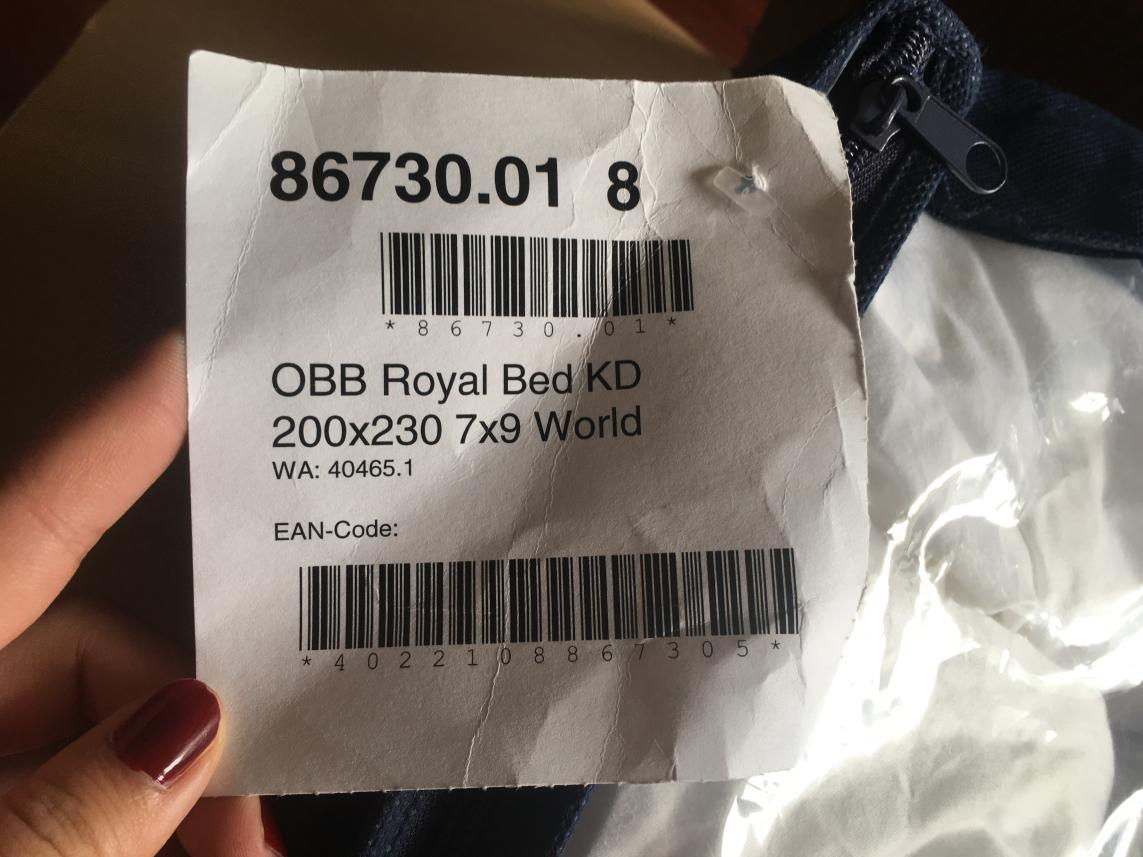 86730.01 8
*86730.01*
OBB Royal Bed KD
200x230 7x9 World
WA: 40465.1
EAN-Code:
*4022108867305*